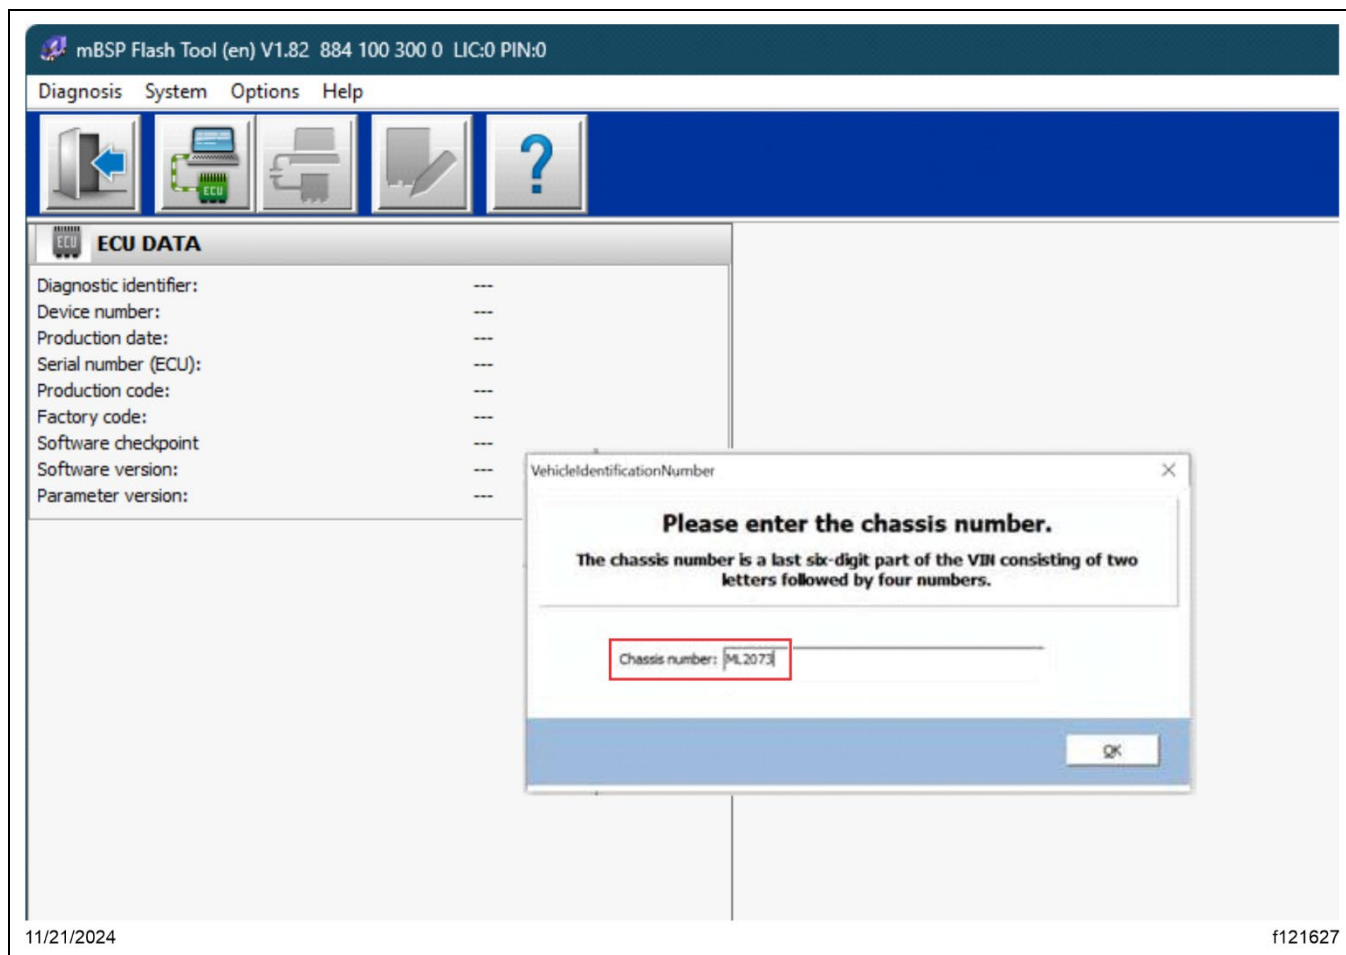 mBSP Flash Tool (en) V1.82 884 100 300 0 LIC:0 PIN:0
Diagnosis System Options Help
ECU
?
ECU ECU DATA
Diagnostic identifier: ---
Device number: ---
Production date: ---
Serial number (ECU): ---
Production code: ---
Factory code: ---
Software checkpoint ---
Software version: ---
Parameter version: ---
VehicleIdentificationNumber
Please enter the chassis number.
The chassis number is a last six-digit part of the VIN consisting of two
letters followed by four numbers.
Chassis number: ML2073
OK
11/21/2024 f121627